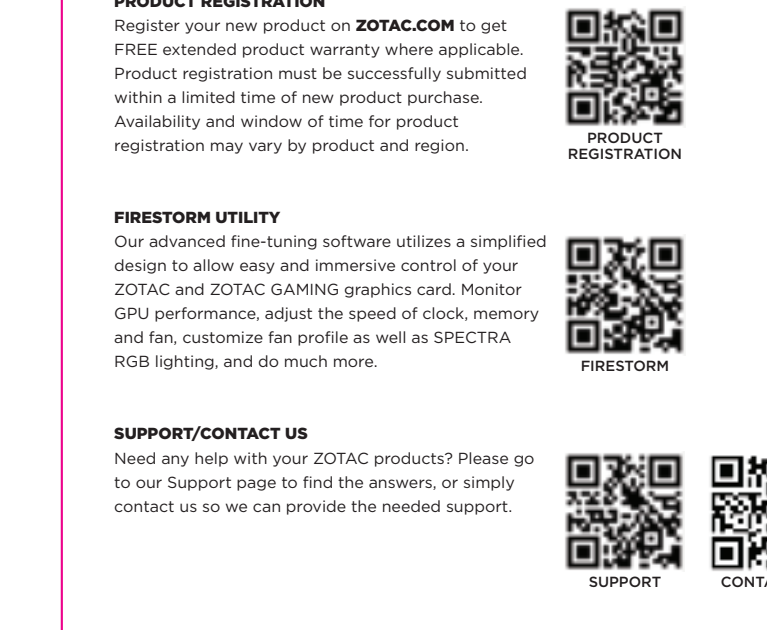 PRODUCT REGISTRATION
Register your new product on ZOTAC.COM to get
FREE extended product warranty where applicable.
Product registration must be successfully submitted
within a limited time of new product purchase.
Availability and window of time for product
registration may vary by product and region.
PRODUCT
REGISTRATION
FIRESTORM UTILITY
Our advanced fine-tuning software utilizes a simplified
design to allow easy and immersive control of your
ZOTAC and ZOTAC GAMING graphics card. Monitor
GPU performance, adjust the speed of clock, memory
and fan, customize fan profile as well as SPECTRA
RGB lighting, and do much more.
FIRESTORM
SUPPORT/CONTACT US
Need any help with your ZOTAC products? Please go
to our Support page to find the answers, or simply
contact us so we can provide the needed support.
SUPPORT